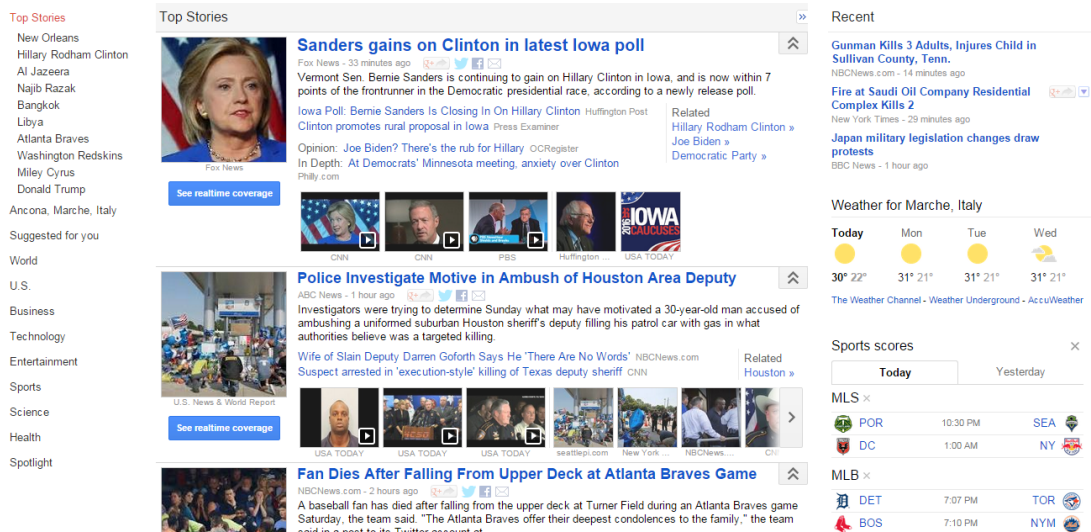 Top Stories
New Orleans
Hillary Rodham Clinton
Al Jazeera
Najib Razak
Bangkok
Libya
Atlanta Braves
Washington Redskins
Miley Cyrus
Donald Trump
Ancona, Marche, Italy
Suggested for you
World
U.S.
Business
Technology
Entertainment
Sports
Science
Health
Spotlight
Top Stories
Sanders gains on Clinton in latest Iowa poll
Fox News - 33 minutes ago
Vermont Sen. Bernie Sanders is continuing to gain on Hillary Clinton in Iowa, and is now within 7
points of the frontrunner in the Democratic presidential race, according to a newly release poll.
Iowa Poll: Bernie Sanders Is Closing In On Hillary Clinton Huffington Post
Clinton promotes rural proposal in Iowa Press Examiner
Opinion: Joe Biden? There's the rub for Hillary OCRegister
In Depth: At Democrats' Minnesota meeting, anxiety over Clinton
Philly.com
Related
Hillary Rodham Clinton »
Joe Biden »
Democratic Party »
Fox News
See realtime coverage
2016 IOWA
CAUCUSES
CNN
CNN
PBS
Huffington ...
USA TODAY
Police Investigate Motive in Ambush of Houston Area Deputy
ABC News - 1 hour ago
Investigators were trying to determine Sunday what may have motivated a 30-year-old man accused of
ambushing a uniformed suburban Houston sheriff's deputy filling his patrol car with gas in what
authorities believe was a targeted killing.
Wife of Slain Deputy Darren Goforth Says He 'There Are No Words' NBCNews.com
Suspect arrested in 'execution-style' killing of Texas deputy sheriff CNN
Related
Houston »
U.S. News & World Report
See realtime coverage
USA TODAY
USA TODAY
USA TODAY
seattlepi.com
New York ...
NBCNews....
CN
Fan Dies After Falling From Upper Deck at Atlanta Braves Game
NBCNews.com - 2 hours ago
A baseball fan has died after falling from the upper deck at Turner Field during an Atlanta Braves game
Saturday, the team said. "The Atlanta Braves offer their deepest condolences to the family," the team
said in a post to its Twitter account at
Recent
Gunman Kills 3 Adults, Injures Child in
Sullivan County, Tenn.
NBCNews.com - 14 minutes ago
Fire at Saudi Oil Company Residential
Complex Kills 2
New York Times - 29 minutes ago
Japan military legislation changes draw
protests
BBC News - 1 hour ago
Weather for Marche, Italy
Today Mon Tue Wed
30° 22° 31° 21° 31° 21° 31° 21°
The Weather Channel - Weather Underground - AccuWeather
Sports scores
Today Yesterday
MLS
POR 10:30 PM SEA
DC 1:00 AM NY
MLB
DET 7:07 PM TOR
BOS 7:10 PM NYM